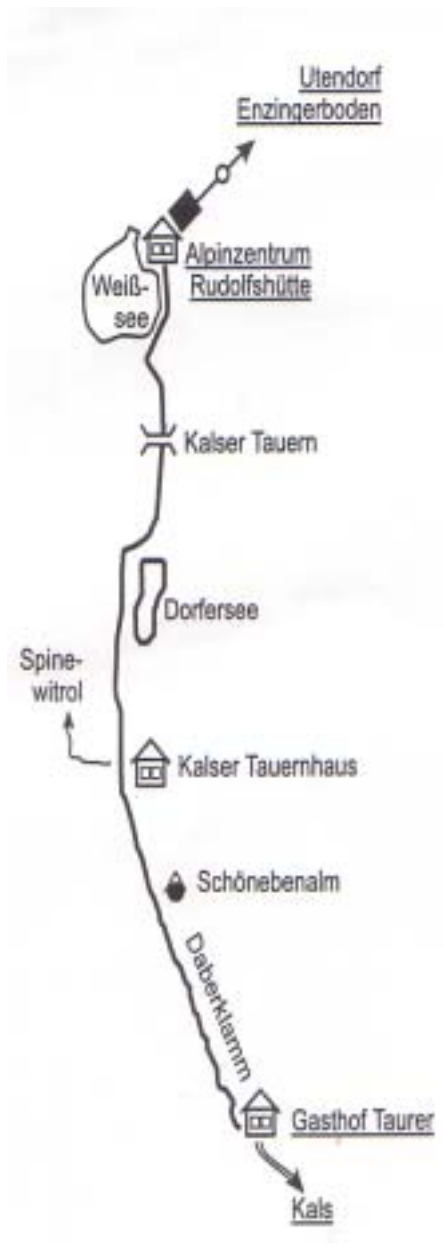 Utendorf
Enzingerboden
Alpinzentrum
Rudolfshütte
Weiß-
see
Kalser Tauern
Dorfersee
Spine-
witrol
Kalser Tauernhaus
Schönebenalm
Daberklamm
Gasthof Taurer
Kals